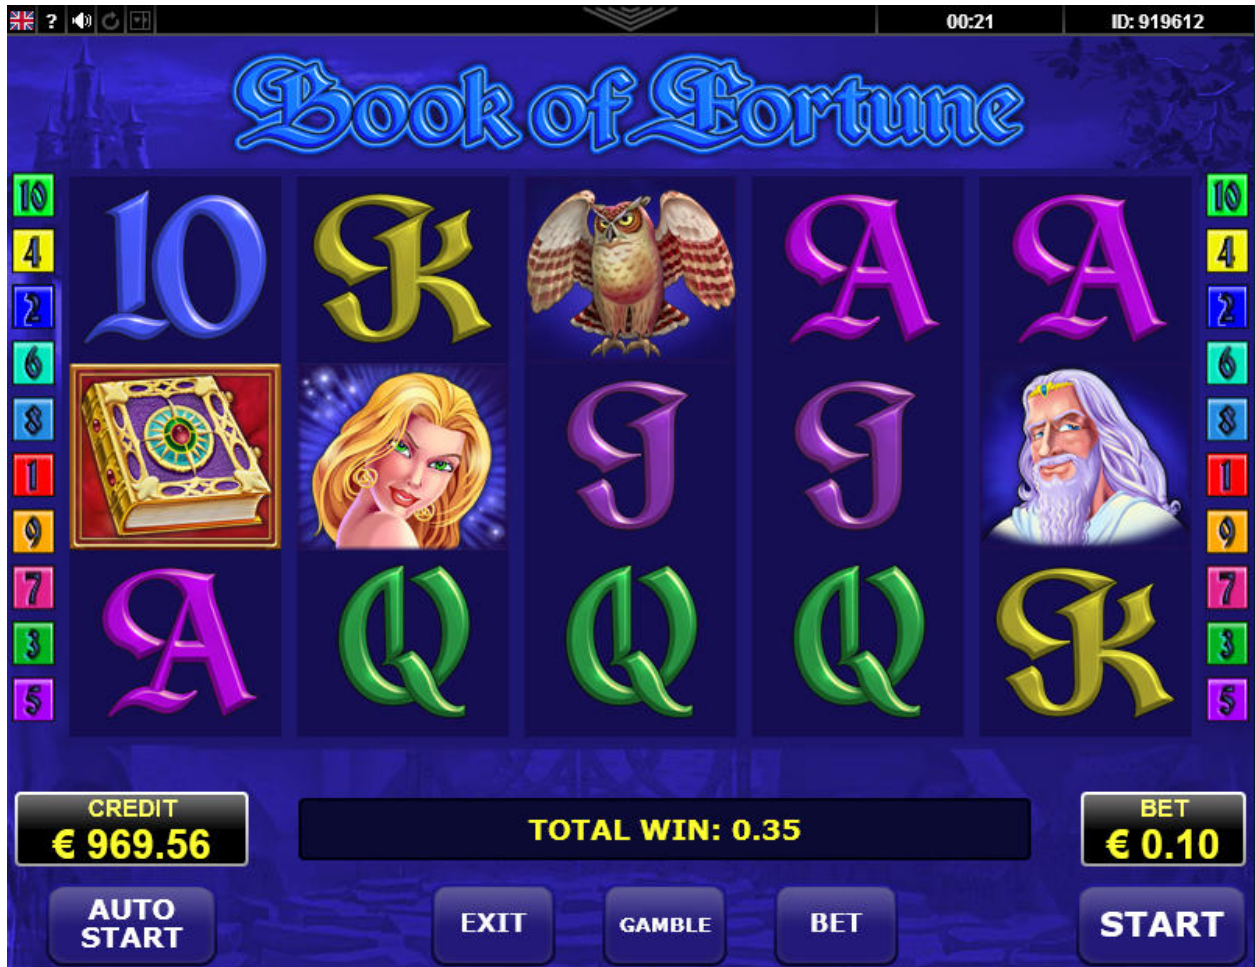 ? 00:21 ID: 919612
Book of Fortune
10 10 K A A 10
4 4
2 2
6 6
8 J J 8
1 1
9 9
7 A Q Q Q K 7
3 3
5 5
CREDIT
€ 969.56
TOTAL WIN: 0.35
BET
€ 0.10
AUTO
START
EXIT
GAMBLE
BET
START